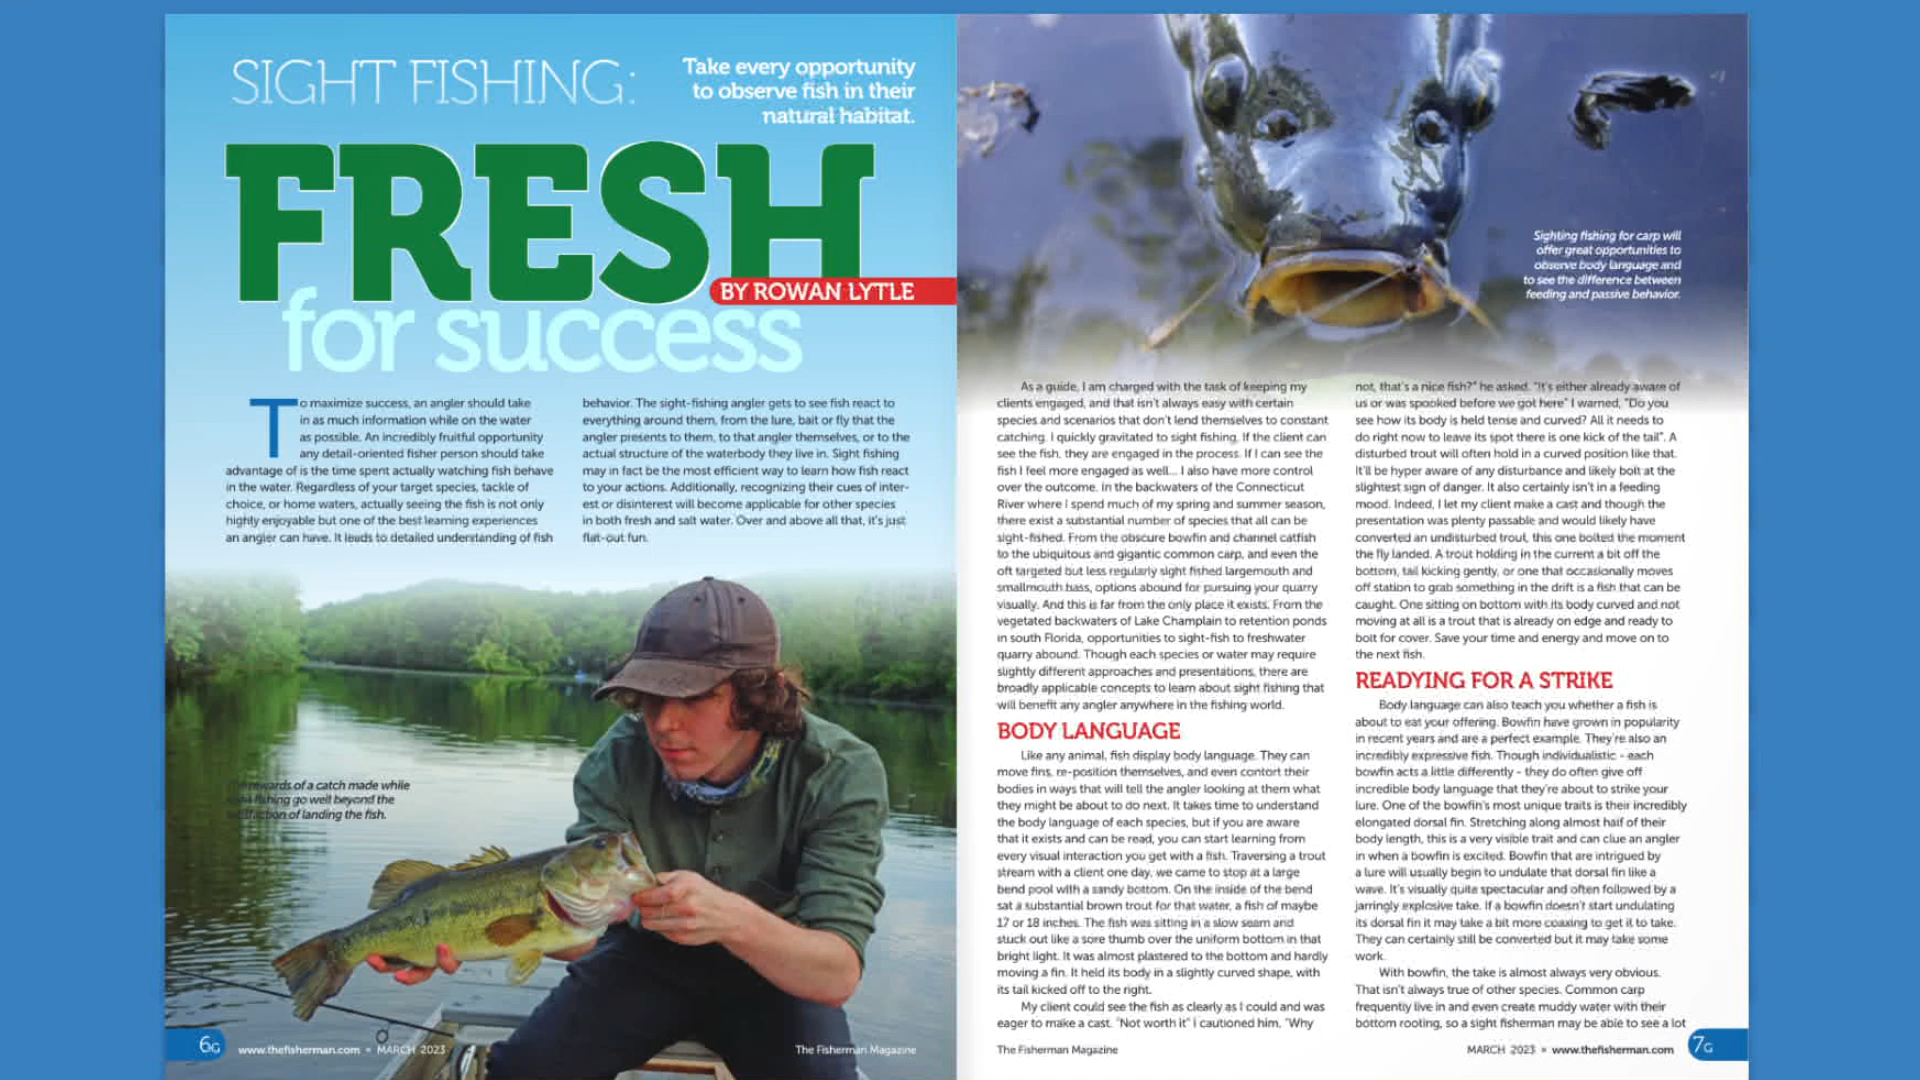 SIGHT FISHING:
Take every opportunity
to observe fish in their
natural habitat.
FRESH
BY ROWAN LYTLE
for success
To maximize success, an angler should take
in as much information while on the water
as possible. An incredibly fruitful opportunity
any detail-oriented fisher person should take
advantage of is the time spent actually watching fish behave
in the water. Regardless of your target species, tackle of
choice, or home waters, actually seeing the fish is not only
highly enjoyable but one of the best learning experiences
an angler can have. It leads to detailed understanding of fish
behavior. The sight-fishing angler gets to see fish react to
everything around them, from the lure, bait or fly that the
angler presents to them, to that angler themselves, or to the
actual structure of the waterbody they live in. Sight fishing
may in fact be the most efficient way to learn how fish react
to your actions. Additionally, recognizing their cues of inter-
est or disinterest will become applicable for other species
in both fresh and salt water. Over and above all that, it's just
flat-out fun.
rewards of a catch made while
fishing go well beyond the
of landing the fish.
6G
www.thefisherman.com • MARCH 2023
The Fisherman Magazine
Sighting fishing for carp will
offer great opportunities to
observe body language and
to see the difference between
feeding and passive behavior.
As a guide, I am charged with the task of keeping my
clients engaged, and that isn't always easy with certain
species and scenarios that don't lend themselves to constant
catching. I quickly gravitated to sight fishing. If the client can
see the fish, they are engaged in the process. If I can see the
fish I feel more engaged as well... I also have more control
over the outcome. In the backwaters of the Connecticut
River where I spend much of my spring and summer season,
there exist a substantial number of species that all can be
sight-fished. From the obscure bowfin and channel catfish
to the ubiquitous and gigantic common carp, and even the
oft targeted but less regularly sight fished largemouth and
smallmouth bass, options abound for pursuing your quarry
visually. And this is far from the only place it exists. From the
vegetated backwaters of Lake Champlain to retention ponds
in south Florida, opportunities to sight-fish to freshwater
quarry abound. Though each species or water may require
slightly different approaches and presentations, there are
broadly applicable concepts to learn about sight fishing that
will benefit any angler anywhere in the fishing world.
BODY LANGUAGE
Like any animal, fish display body language. They can
move fins, re-position themselves, and even contort their
bodies in ways that will tell the angler looking at them what
they might be about to do next. It takes time to understand
the body language of each species, but if you are aware
that it exists and can be read, you can start learning from
every visual interaction you get with a fish. Traversing a trout
stream with a client one day, we came to stop at a large
bend pool with a sandy bottom. On the inside of the bend
sat a substantial brown trout for that water, a fish of maybe
17 or 18 inches. The fish was sitting in a slow seam and
stuck out like a sore thumb over the uniform bottom in that
bright light. It was almost plastered to the bottom and hardly
moving a fin. It held its body in a slightly curved shape, with
its tail kicked off to the right.
My client could see the fish as clearly as I could and was
eager to make a cast. "Not worth it" I cautioned him. "Why
not, that's a nice fish?" he asked. "It's either already aware of
us or was spooked before we got here" I warned, "Do you
see how its body is held tense and curved? All it needs to
do right now to leave its spot there is one kick of the tail". A
disturbed trout will often hold in a curved position like that.
It'll be hyper aware of any disturbance and likely bolt at the
slightest sign of danger. It also certainly isn't in a feeding
mood. Indeed, I let my client make a cast and though the
presentation was plenty passable and would likely have
converted an undisturbed trout, this one bolted the moment
the fly landed. A trout holding in the current a bit off the
bottom, tail kicking gently, or one that occasionally moves
off station to grab something in the drift is a fish that can be
caught. One sitting on bottom with its body curved and not
moving at all is a trout that is already on edge and ready to
bolt for cover. Save your time and energy and move on to
the next fish.
READYING FOR A STRIKE
Body language can also teach you whether a fish is
about to eat your offering. Bowfin have grown in popularity
in recent years and are a perfect example. They're also an
incredibly expressive fish. Though individualistic - each
bowfin acts a little differently - they do often give off
incredible body language that they're about to strike your
lure. One of the bowfin's most unique traits is their incredibly
elongated dorsal fin. Stretching along almost half of their
body length, this is a very visible trait and can clue an angler
in when a bowfin is excited. Bowfin that are intrigued by
a lure will usually begin to undulate that dorsal fin like a
wave. It's visually quite spectacular and often followed by a
jarringly explosive take. If a bowfin doesn't start undulating
its dorsal fin it may take a bit more coaxing to get it to take.
They can certainly still be converted but it may take some
work.
With bowfin, the take is almost always very obvious.
That isn't always true of other species. Common carp
frequently live in and even create muddy water with their
bottom rooting, so a sight fisherman may be able to see a lot
The Fisherman Magazine
MARCH 2023 • www.thefisherman.com
7G